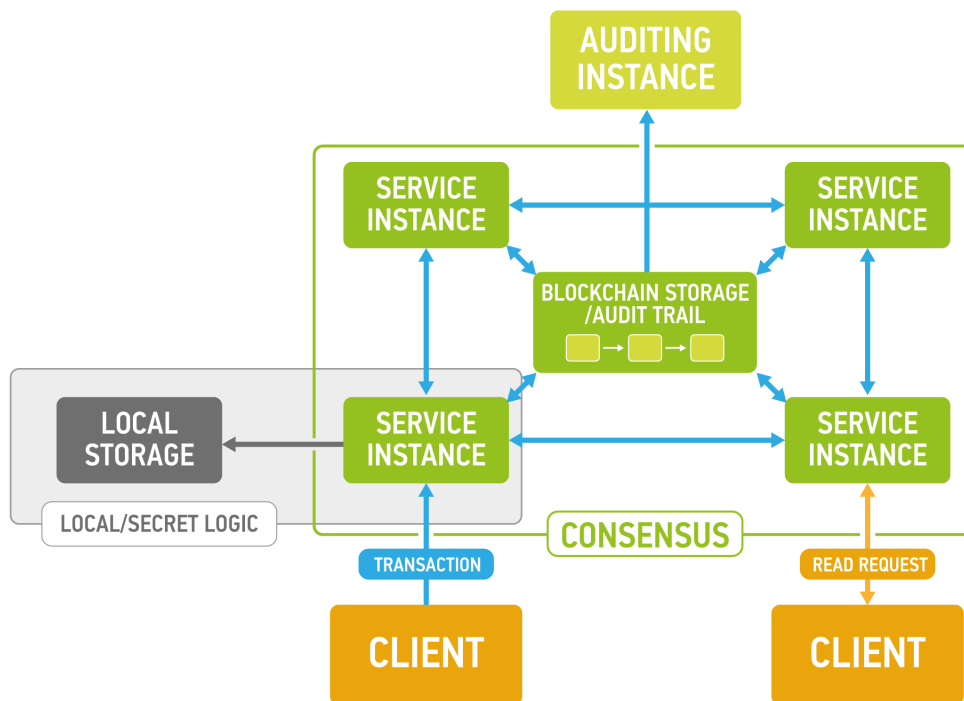 AUDITING
INSTANCE
SERVICE
INSTANCE
SERVICE
INSTANCE
BLOCKCHAIN STORAGE
/AUDIT TRAIL
LOCAL
STORAGE
SERVICE
INSTANCE
SERVICE
INSTANCE
LOCAL/SECRET LOGIC
CONSENSUS
TRANSACTION
READ REQUEST
CLIENT
CLIENT